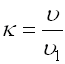 κ = υ / υ₁